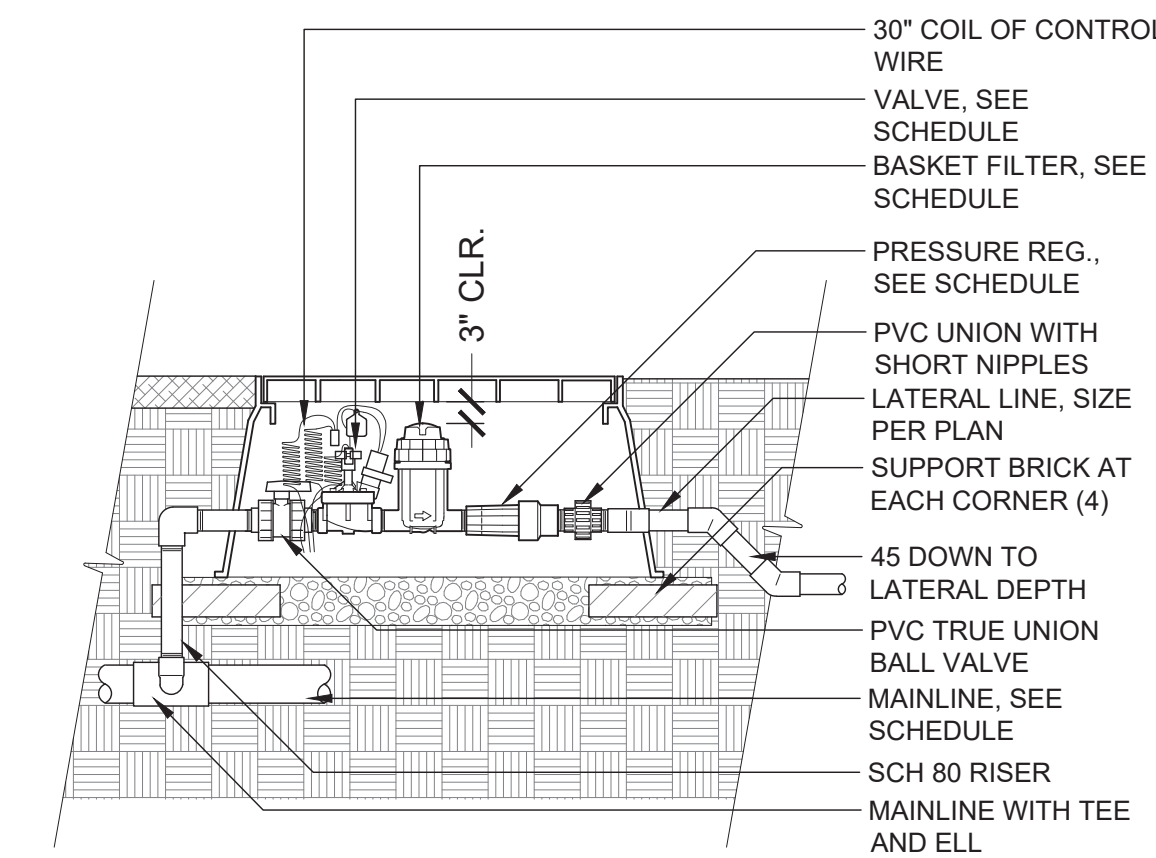 30" COIL OF CONTROL
WIRE
VALVE, SEE
SCHEDULE
BASKET FILTER, SEE
SCHEDULE
3" CLR.
PRESSURE REG.,
SEE SCHEDULE
PVC UNION WITH
SHORT NIPPLES
LATERAL LINE, SIZE
PER PLAN
SUPPORT BRICK AT
EACH CORNER (4)
45 DOWN TO
LATERAL DEPTH
PVC TRUE UNION
BALL VALVE
MAINLINE, SEE
SCHEDULE
SCH 80 RISER
MAINLINE WITH TEE
AND ELL